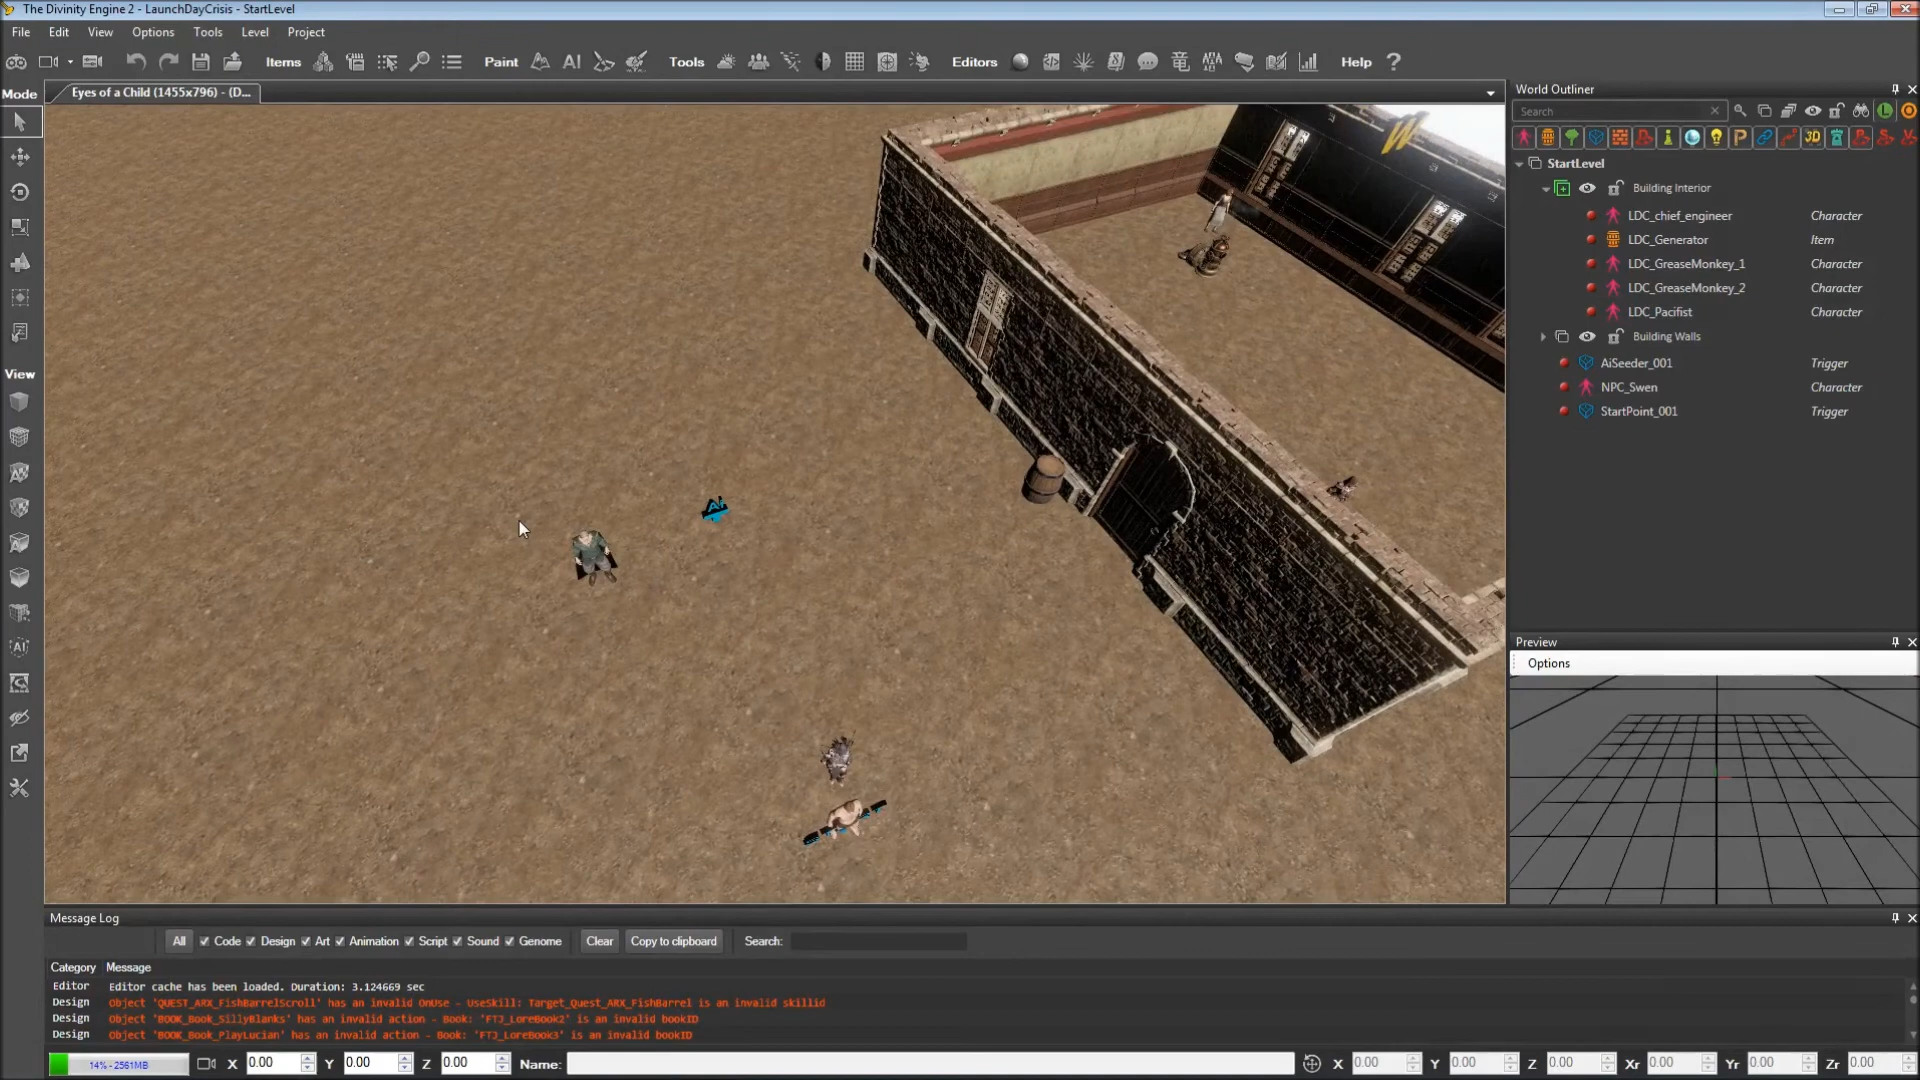 The Divinity Engine 2 - LaunchDayCrisis - StartLevel
File Edit View Options Tools Level Project
Items Paint AI Tools Editors Help ?
Mode
Eyes of a Child (1455x796) - (D...
World Outliner
Search
P 3D
StartLevel
Building Interior
LDC_chief_engineer Character
LDC_Generator Item
LDC_GreaseMonkey_1 Character
LDC_GreaseMonkey_2 Character
LDC_Pacifist Character
Building Walls
AiSeeder_001 Trigger
NPC_Swen Character
StartPoint_001 Trigger
View
AI
Preview
Options
Message Log
All Code Design Art Animation Script Sound Genome Clear Copy to clipboard Search:
Category Message
Editor Editor cache has been loaded. Duration: 3.124669 sec
Design Object 'QUEST_ARX_FishBarrelScroll' has an invalid OnUse - UseSkill: Target_Quest_ARX_FishBarrel is an invalid skillid
Design Object 'BOOK_Book_SillyBlanks' has an invalid action - Book: 'FTJ_LoreBook2' is an invalid bookID
Design Object 'BOOK_Book_PlayLucian' has an invalid action - Book: 'FTJ_LoreBook3' is an invalid bookID
14% - 2561MB X 0.00 Y 0.00 Z 0.00 Name: X 0.00 Y 0.00 Z 0.00 Xr 0.00 Yr 0.00 Zr 0.00